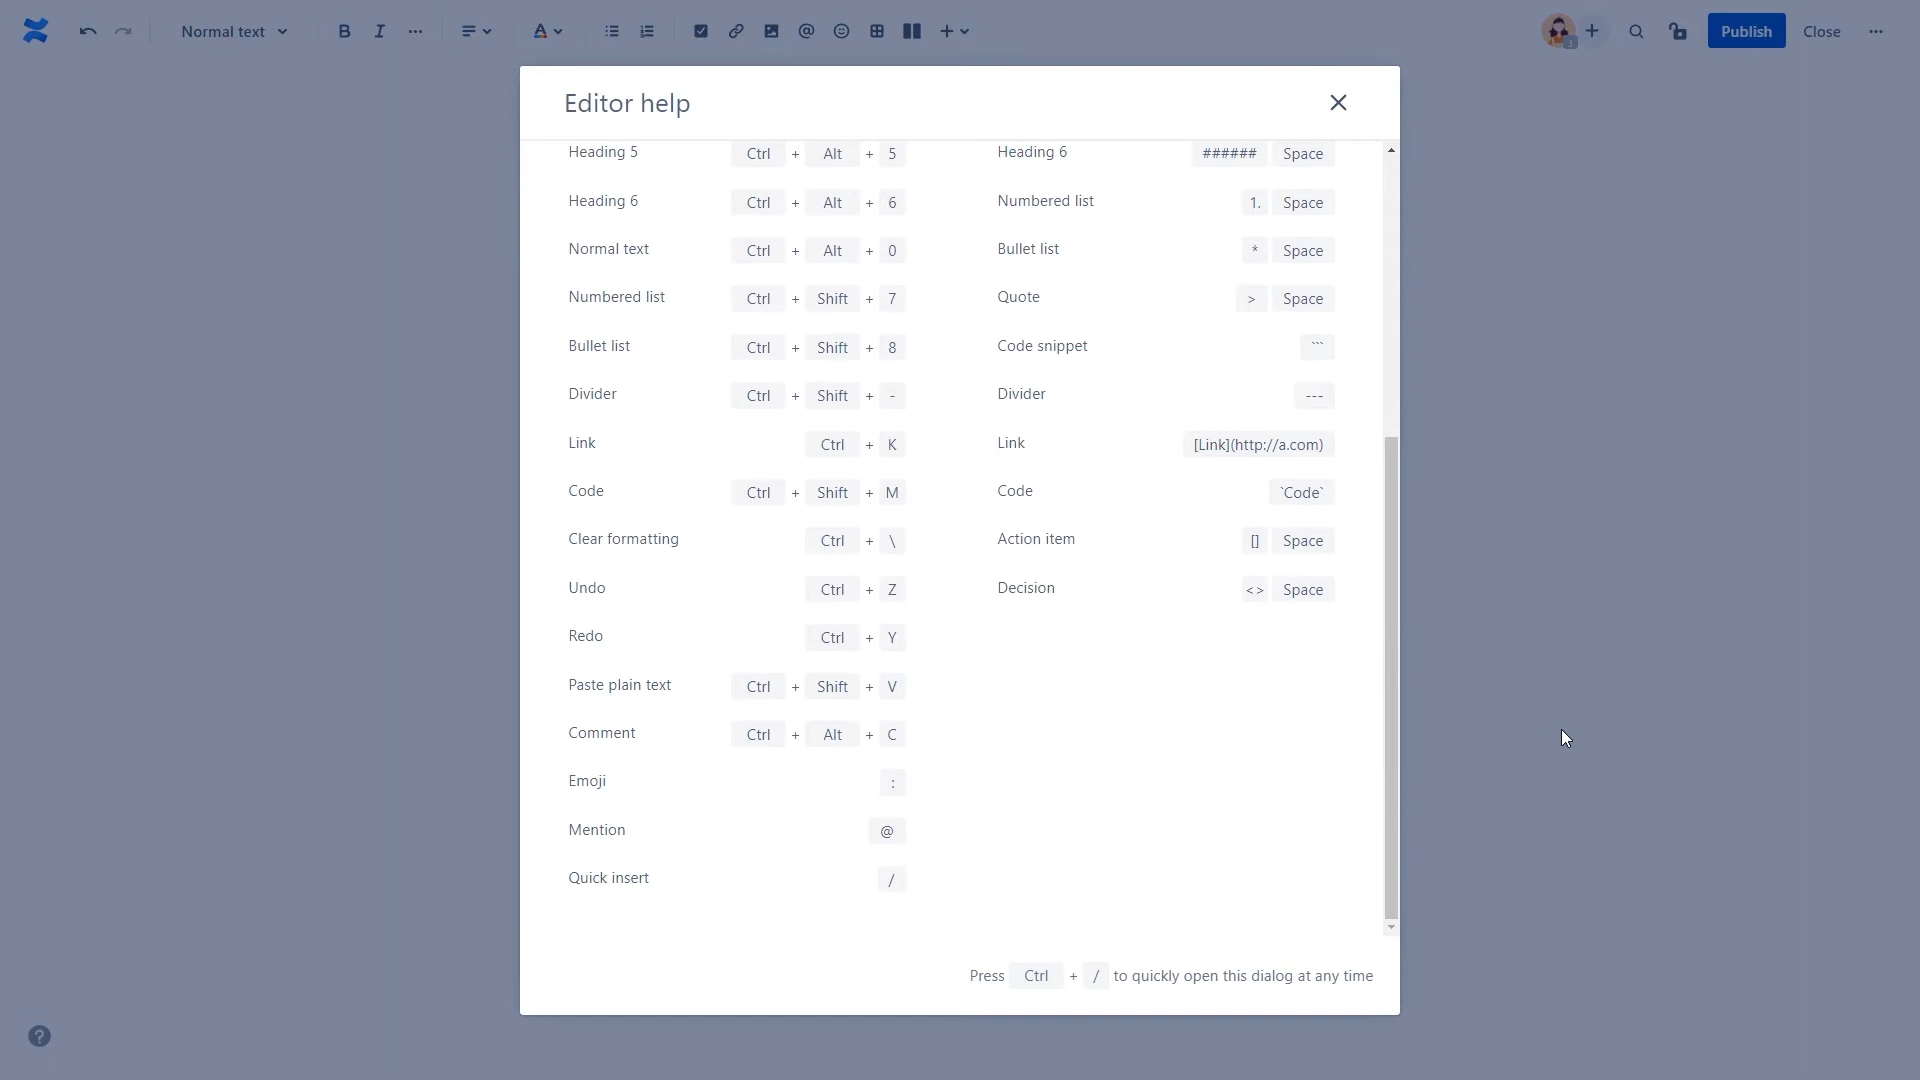 Normal text
B
I
A
@
Publish
Close
Editor help
Heading 5 Ctrl + Alt + 5 Heading 6 ###### Space
Heading 6 Ctrl + Alt + 6 Numbered list 1. Space
Normal text Ctrl + Alt + 0 Bullet list * Space
Numbered list Ctrl + Shift + 7 Quote > Space
Bullet list Ctrl + Shift + 8 Code snippet ```
Divider Ctrl + Shift + - Divider ---
Link Ctrl + K Link [Link](http://a.com)
Code Ctrl + Shift + M Code `Code`
Clear formatting Ctrl + \ Action item [] Space
Undo Ctrl + Z Decision <> Space
Redo Ctrl + Y
Paste plain text Ctrl + Shift + V
Comment Ctrl + Alt + C
Emoji :
Mention @
Quick insert /
Press Ctrl + / to quickly open this dialog at any time
?